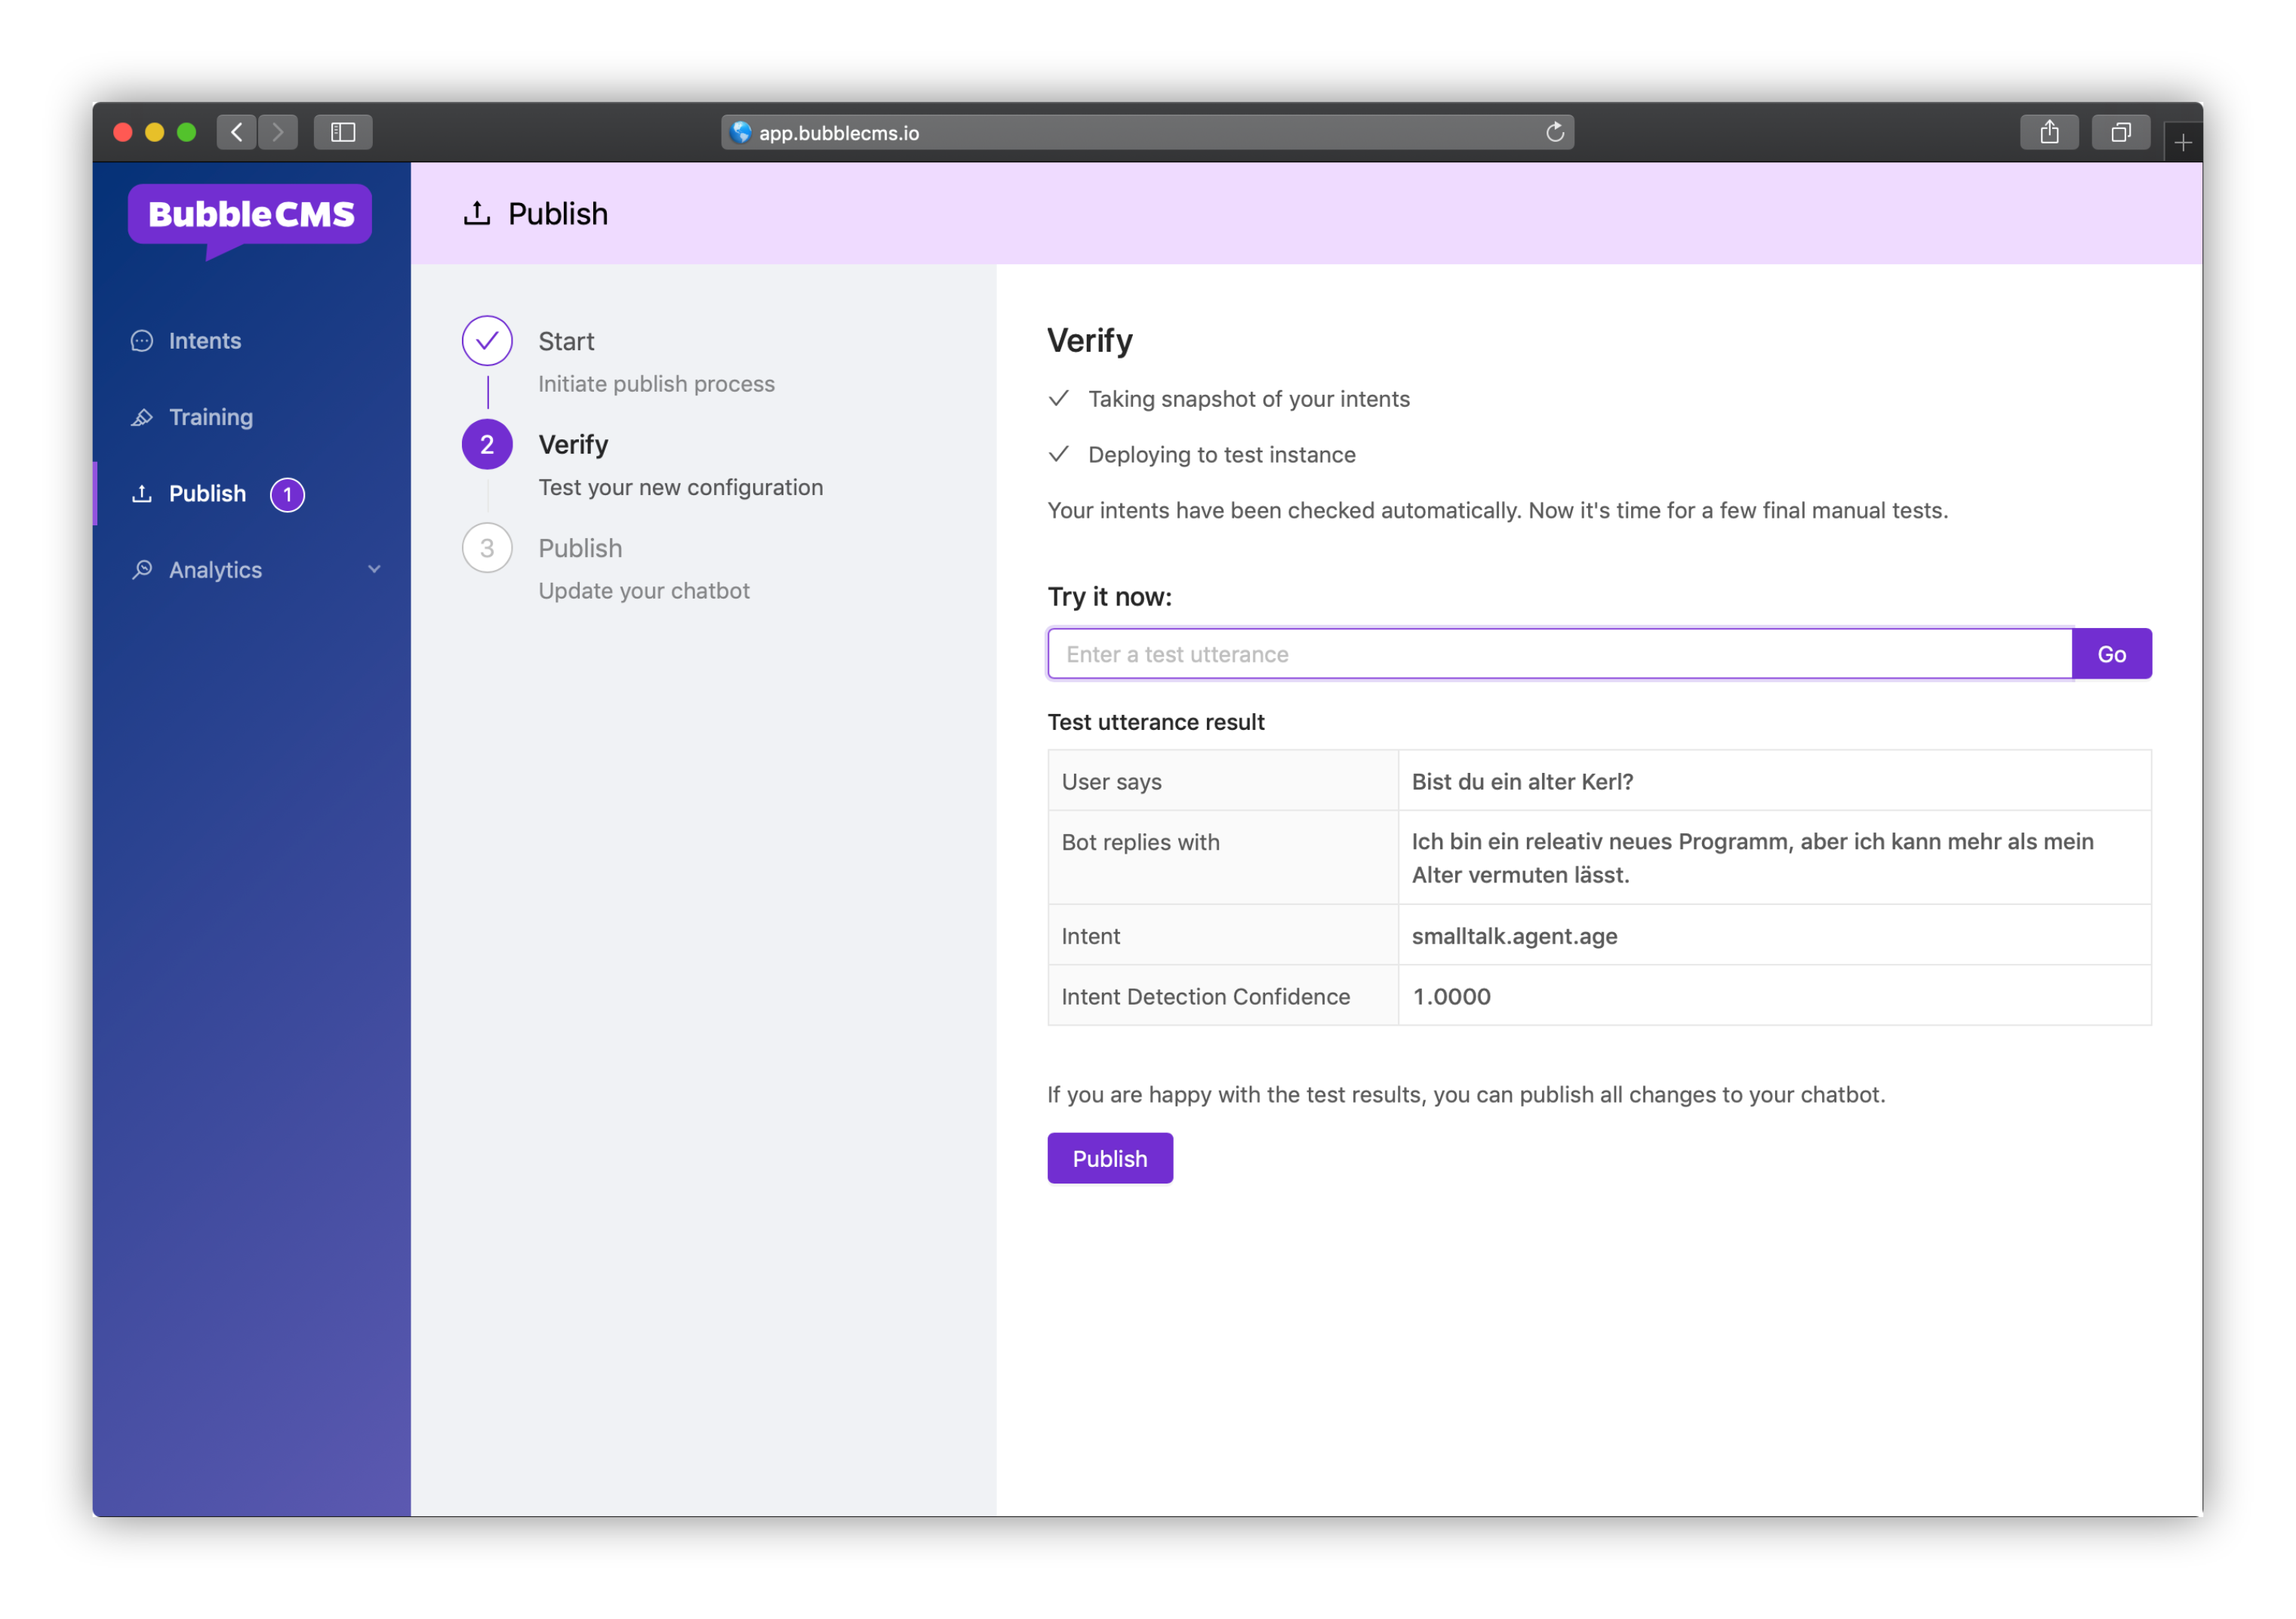 app.bubblecms.io
BubbleCMS
Intents
Training
Publish 1
Analytics
Publish
Start
Initiate publish process
2 Verify
Test your new configuration
3 Publish
Update your chatbot
Verify
Taking snapshot of your intents
Deploying to test instance
Your intents have been checked automatically. Now it's time for a few final manual tests.
Try it now:
Enter a test utterance Go
Test utterance result
User says Bist du ein alter Kerl?
Bot replies with Ich bin ein releativ neues Programm, aber ich kann mehr als mein
Alter vermuten lässt.
Intent smalltalk.agent.age
Intent Detection Confidence 1.0000
If you are happy with the test results, you can publish all changes to your chatbot.
Publish